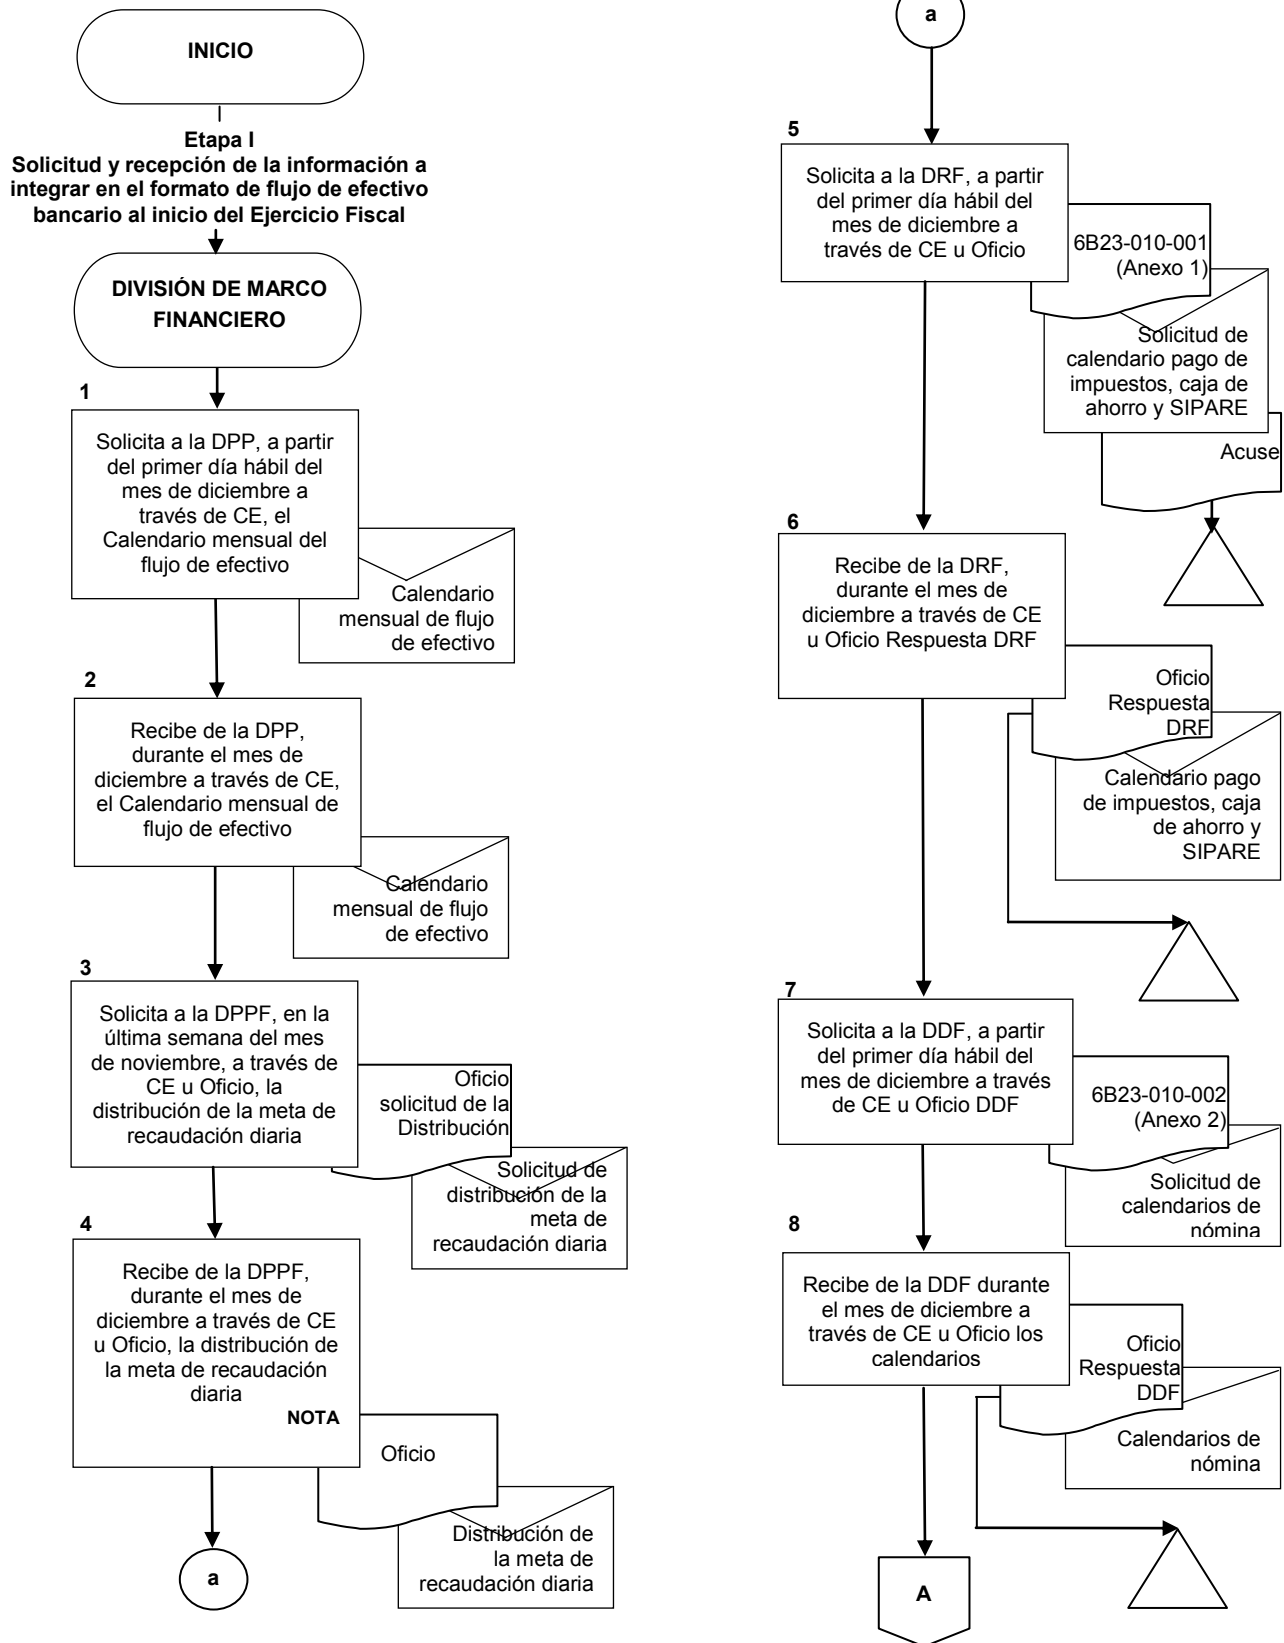 INICIO
Etapa I
Solicitud y recepción de la información a
integrar en el formato de flujo de efectivo
bancario al inicio del Ejercicio Fiscal
DIVISIÓN DE MARCO
FINANCIERO
1
Solicita a la DPP, a partir
del primer día hábil del
mes de diciembre a
través de CE, el
Calendario mensual del
flujo de efectivo
Calendario
mensual de flujo
de efectivo
2
Recibe de la DPP,
durante el mes de
diciembre a través de CE,
el Calendario mensual de
flujo de efectivo
Calendario
mensual de flujo
de efectivo
3
Solicita a la DPPF, en la
última semana del mes
de noviembre, a través de
CE u Oficio, la
distribución de la meta de
recaudación diaria
Oficio
solicitud de la
Distribución
Solicitud de
distribución de la
meta de
recaudación diaria
4
Recibe de la DPPF,
durante el mes de
diciembre a través de CE
u Oficio, la distribución de
la meta de recaudación
diaria
NOTA
Oficio
Distribución de
la meta de
recaudación diaria
a
a
5
Solicita a la DRF, a partir
del primer día hábil del
mes de diciembre a
través de CE u Oficio
6B23-010-001
(Anexo 1)
Solicitud de
calendario pago de
impuestos, caja de
ahorro y SIPARE
Acuse
6
Recibe de la DRF,
durante el mes de
diciembre a través de CE
u Oficio Respuesta DRF
Oficio
Respuesta
DRF
Calendario pago
de impuestos, caja
de ahorro y
SIPARE
7
Solicita a la DDF, a partir
del primer día hábil del
mes de diciembre a través
de CE u Oficio DDF
6B23-010-002
(Anexo 2)
Solicitud de
calendarios de
nómina
8
Recibe de la DDF durante
el mes de diciembre a
través de CE u Oficio los
calendarios
Oficio
Respuesta
DDF
Calendarios de
nómina
A